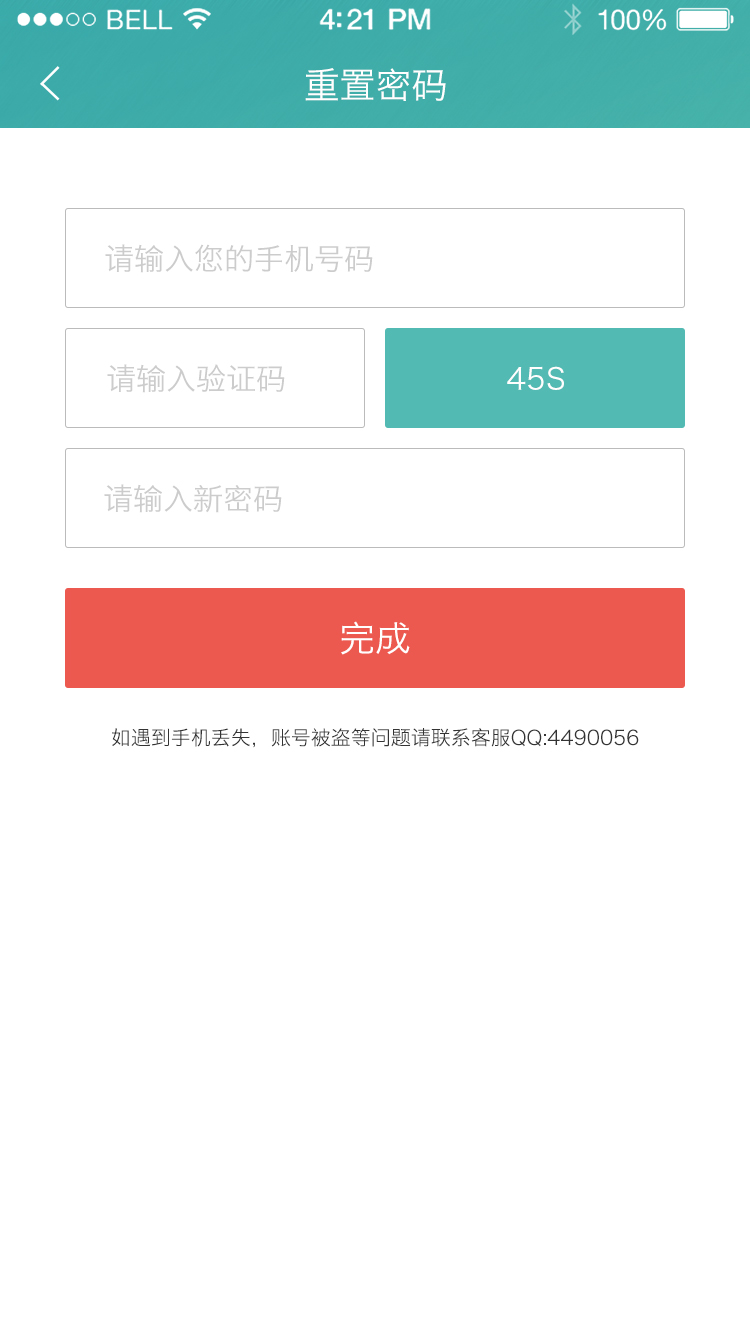 BELL 4:21 PM 100%
重置密码
请输入您的手机号码
请输入验证码 45S
请输入新密码
完成
如遇到手机丢失，账号被盗等问题请联系客服QQ:4490056